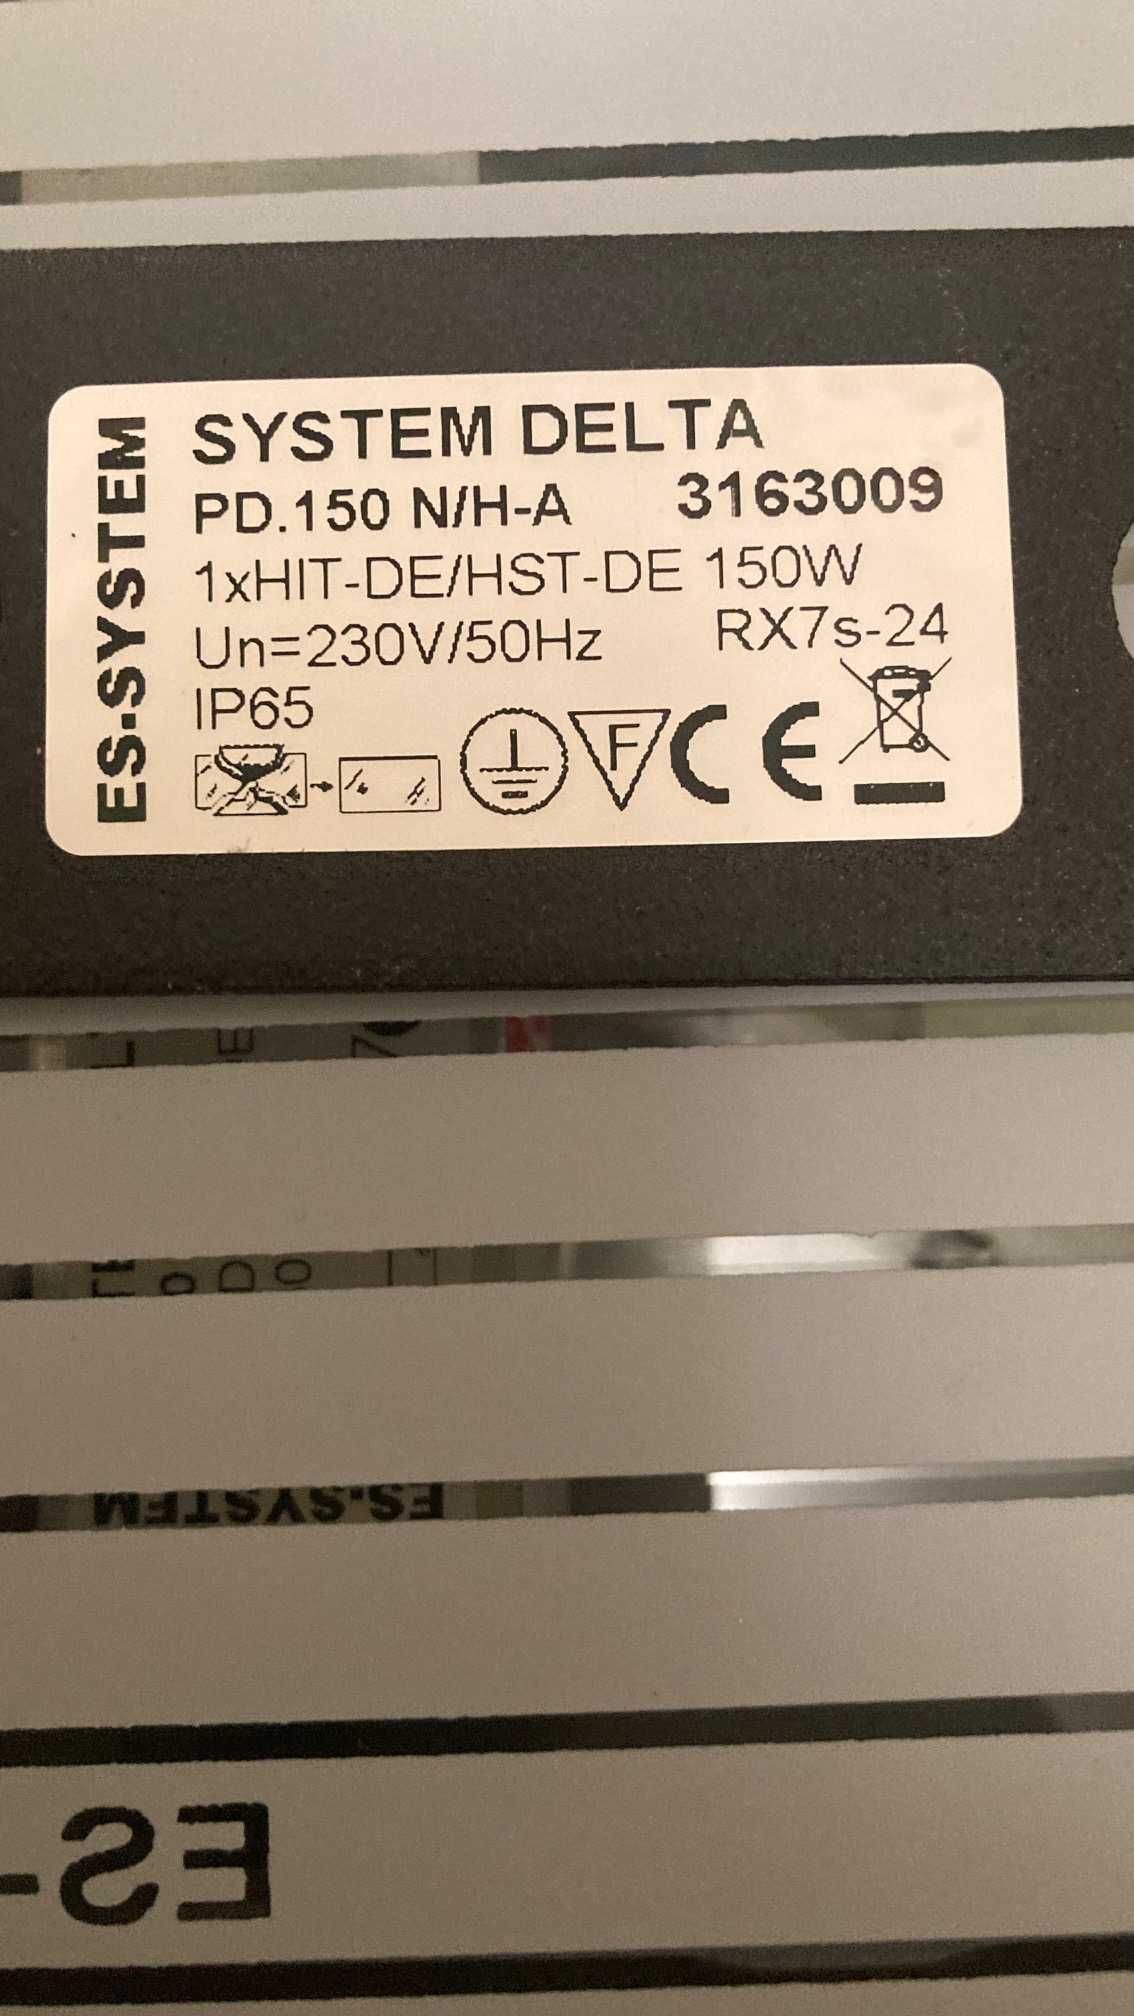 ES-SYSTEM
SYSTEM DELTA
PD.150 N/H-A 3163009
1xHIT-DE/HST-DE 150W
Un=230V/50Hz RX7s-24
IP65
F CE
ES-SYSTEM
ES-